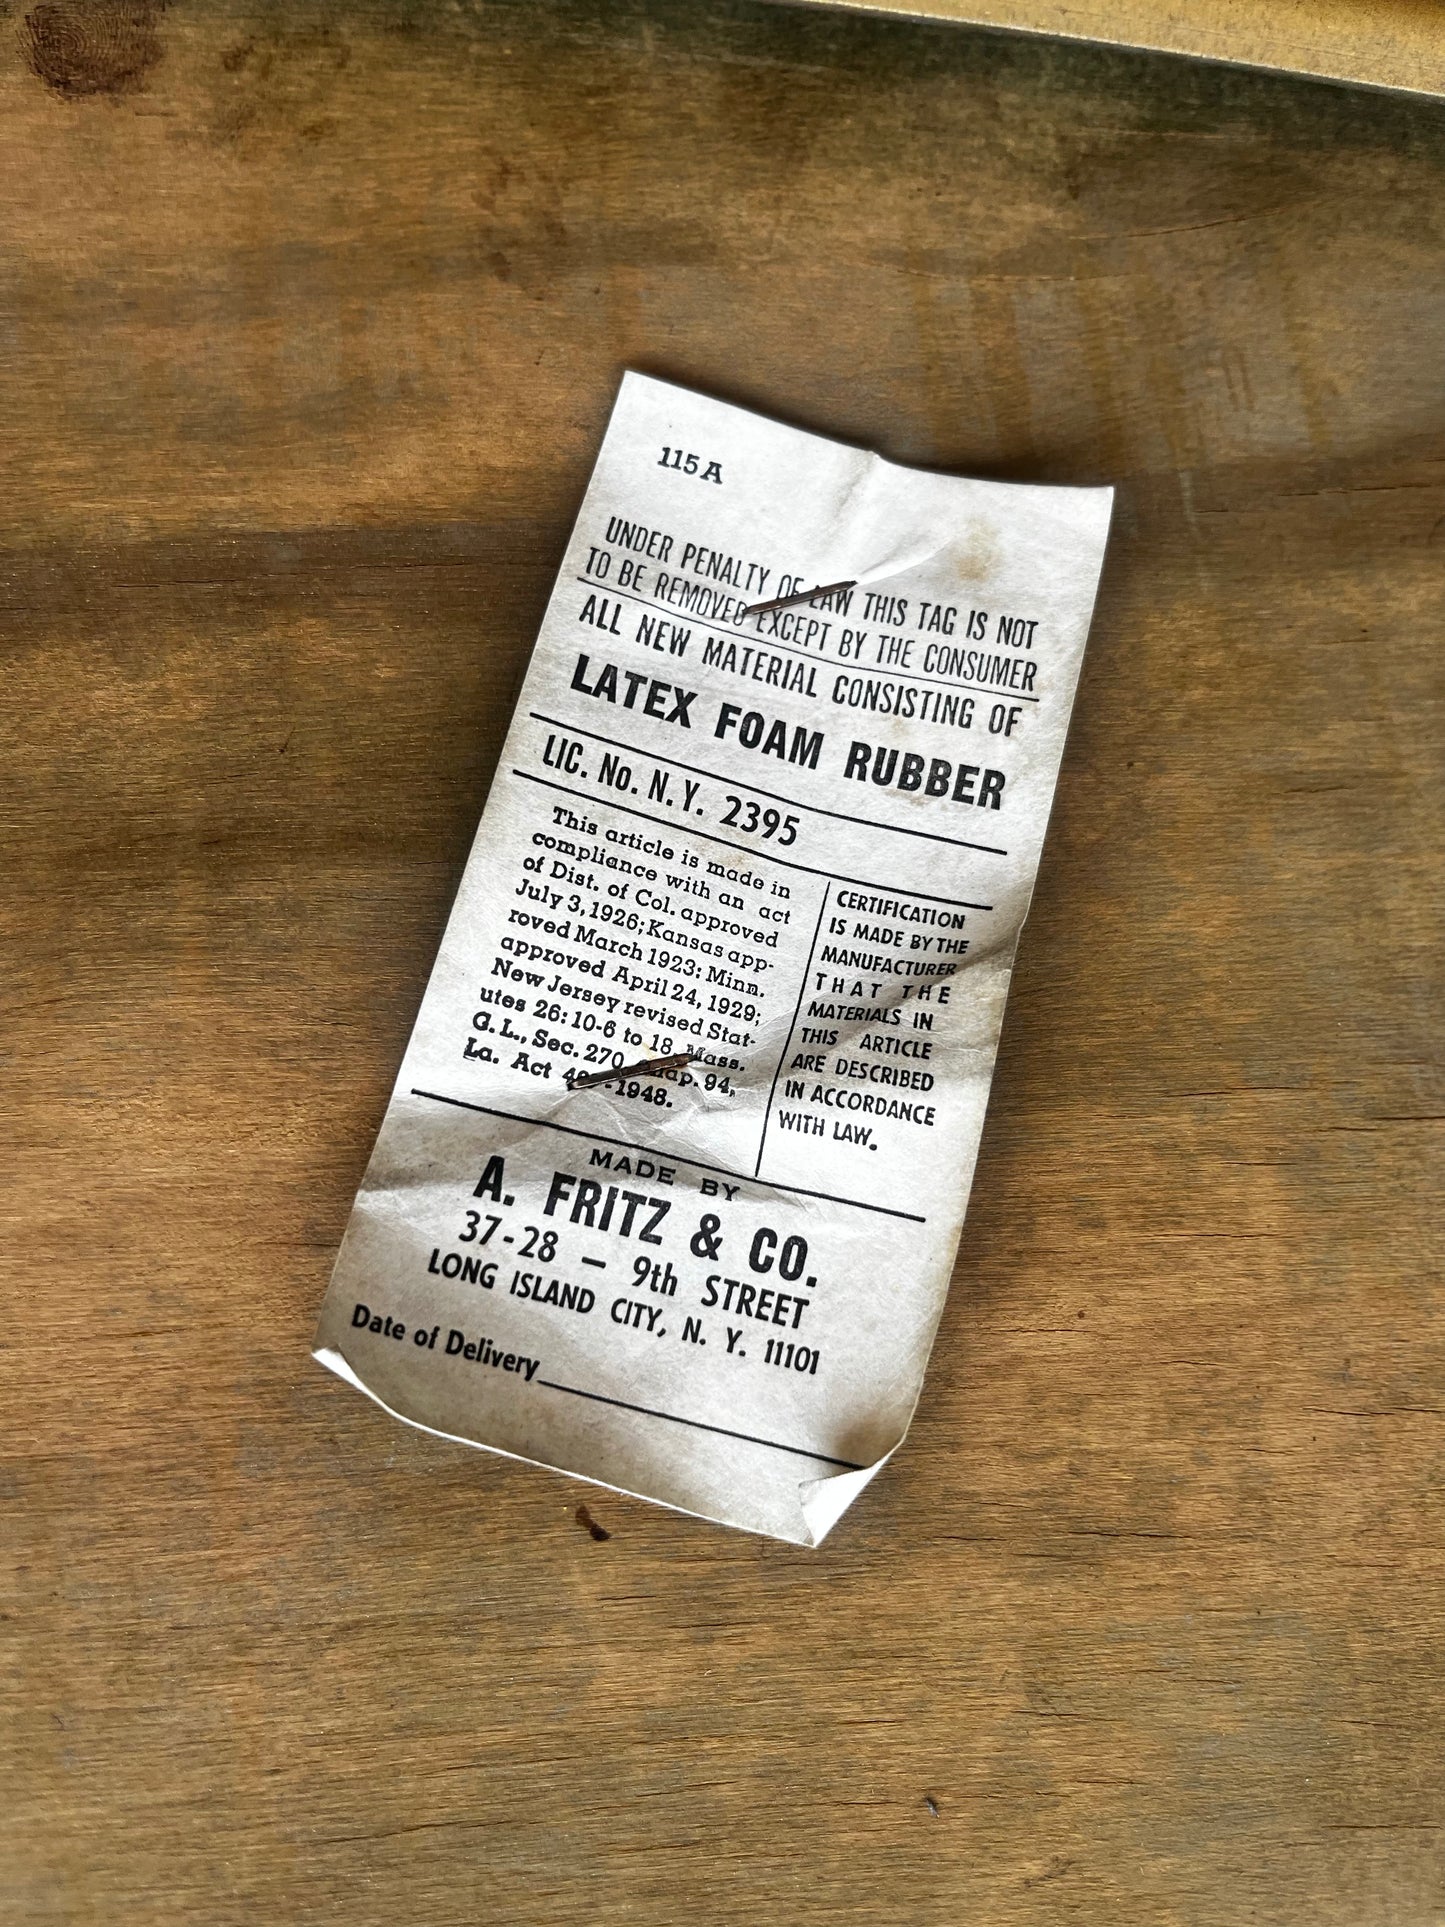 115A
UNDER PENALTY OF LAW THIS TAG IS NOT
TO BE REMOVED EXCEPT BY THE CONSUMER
ALL NEW MATERIAL CONSISTING OF
LATEX FOAM RUBBER
LIC. No. N.Y. 2395
This article is made in
compliance with an act
of Dist. of Col. approved
July 3, 1926; Kansas app-
roved March 1923: Minn.
approved April 24, 1929;
New Jersey revised Stat-
utes 26: 10-6 to 18, Mass.
G. L., Sec. 270, Chap. 94,
La. Act -1948.
CERTIFICATION
IS MADE BY THE
MANUFACTURER
THAT THE
MATERIALS IN
THIS ARTICLE
ARE DESCRIBED
IN ACCORDANCE
WITH LAW.
MADE BY
A. FRITZ & CO.
37-28 — 9th STREET
LONG ISLAND CITY, N. Y. 11101
Date of Delivery